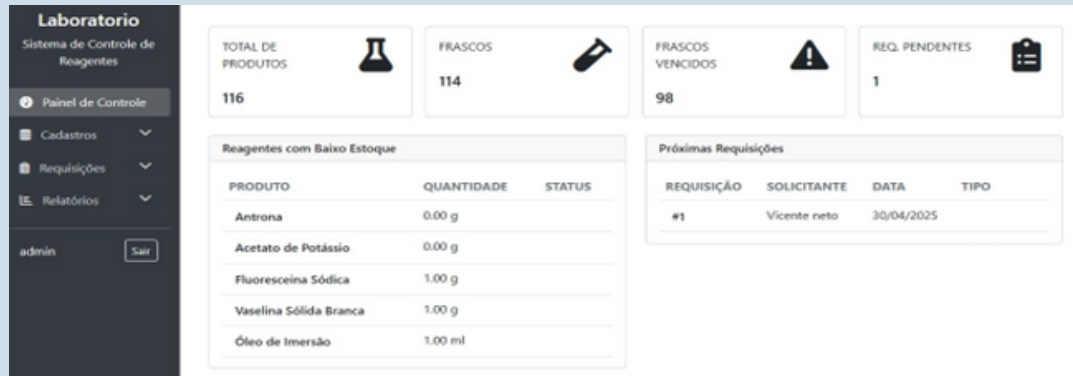 Laboratorio
Sistema de Controle de
Reagentes
Painel de Controle
Cadastros
Requisições
Relatórios
admin
Sair
TOTAL DE
PRODUTOS
116
FRASCOS
114
FRASCOS
VENCIDOS
98
REQ. PENDENTES
1
Reagentes com Baixo Estoque
PRODUTO QUANTIDADE STATUS
Antrona 0.00 g
Acetato de Potássio 0.00 g
Fluoresceina Sódica 1.00 g
Vaselina Sólida Branca 1.00 g
Óleo de Imersão 1.00 ml
Próximas Requisições
REQUISIÇÃO SOLICITANTE DATA TIPO
#1 Vicente neto 30/04/2025